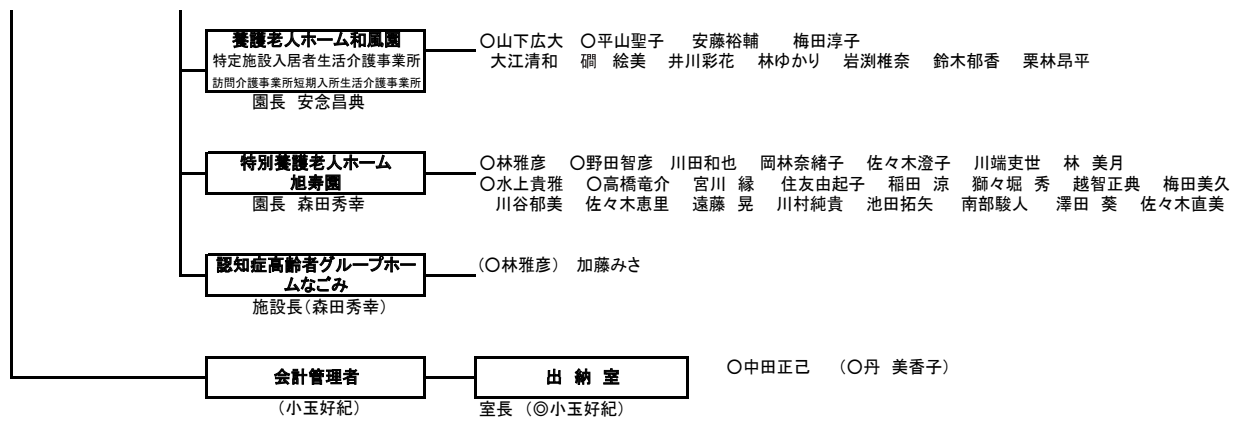 養護老人ホーム和風園
特定施設入居者生活介護事業所
訪問介護事業所短期入所生活介護事業所
園長 安念昌典
〇山下広大 〇平山聖子 安藤裕輔 梅田淳子
大江清和 磵 絵美 井川彩花 林ゆかり 岩渕椎奈 鈴木郁香 栗林昂平
特別養護老人ホーム
旭寿園
園長 森田秀幸
〇林雅彦 〇野田智彦 川田和也 岡林奈緒子 佐々木澄子 川端吏世 林 美月
〇水上貴雅 〇高橋竜介 宮川 縁 住友由起子 稲田 涼 獅々堀 秀 越智正典 梅田美久
川谷郁美 佐々木恵里 遠藤 晃 川村純貴 池田拓矢 南部駿人 澤田 葵 佐々木直美
認知症高齢者グループホー
ムなごみ
施設長(森田秀幸)
(〇林雅彦) 加藤みさ
会計管理者
(小玉好紀)
出 納 室
室長 (◎小玉好紀)
〇中田正己 (〇丹 美香子)